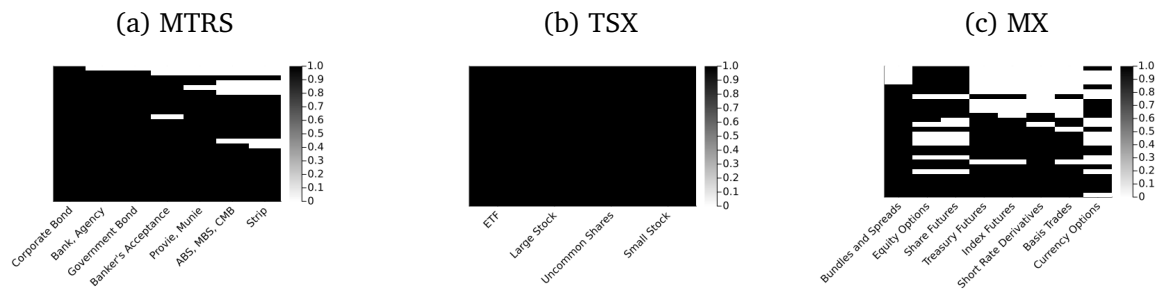 (a) MTRS
1.0
0.9
0.8
0.7
0.6
0.5
0.4
0.3
0.2
0.1
0
Corporate Bond
Bank, Agency
Government Bond
Banker's Acceptance
Provie, Munie
ABS, MBS, CMB
Strip
(b) TSX
1.0
0.9
0.8
0.7
0.6
0.5
0.4
0.3
0.2
0.1
0
ETF
Large Stock
Uncommon Shares
Small Stock
(c) MX
1.0
0.9
0.8
0.7
0.6
0.5
0.4
0.3
0.2
0.1
0
Bundles and Spreads
Equity Options
Share Futures
Treasury Futures
Index Futures
Short Rate Derivatives
Basis Trades
Currency Options